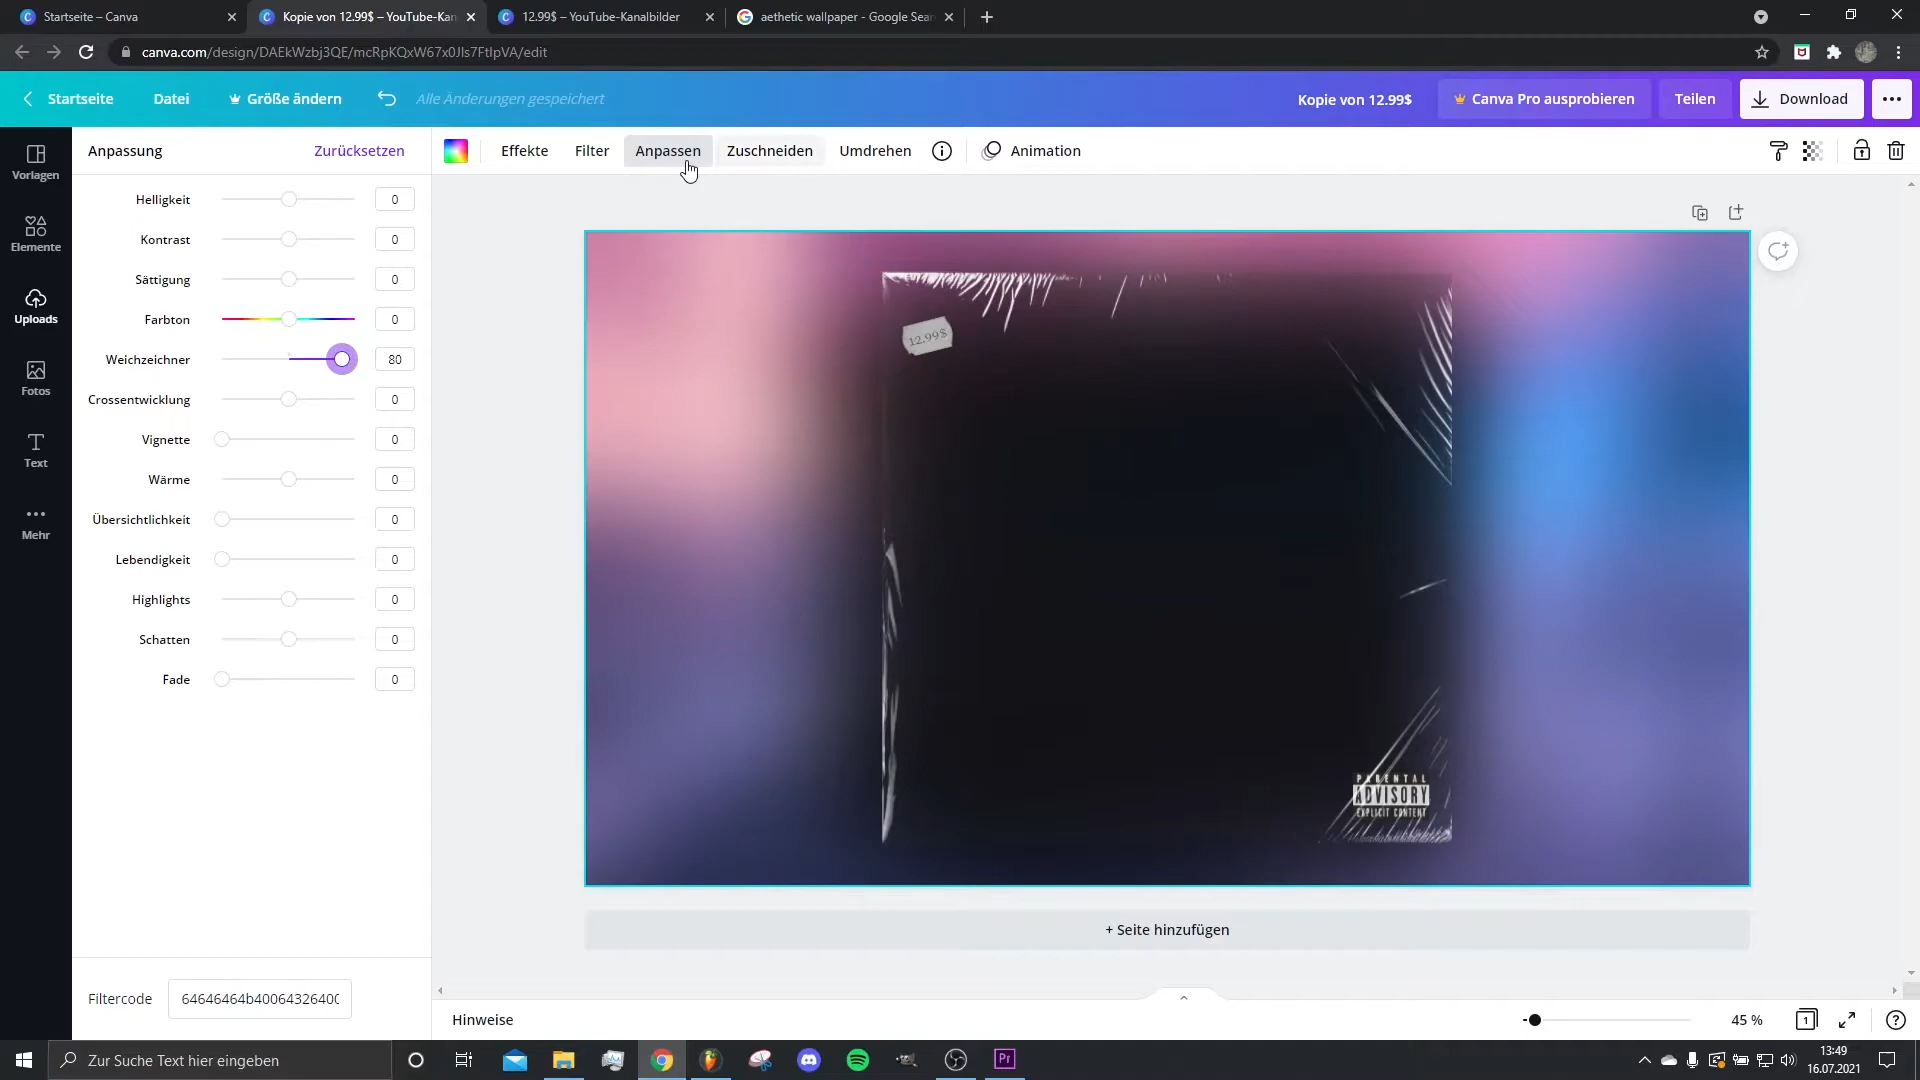 Startseite – Canva
Kopie von 12.99$ – YouTube-Kan
12.99$ – YouTube-Kanalbilder
aethetic wallpaper - Google Sear
canva.com/design/DAEkWzbj3QE/mcRpKQxW67x0Jls7FtIpVA/edit
Startseite
Datei
Größe ändern
Alle Änderungen gespeichert
Kopie von 12.99$
Canva Pro ausprobieren
Teilen
Download
Vorlagen
Elemente
Uploads
Fotos
Text
Mehr
Anpassung
Zurücksetzen
Effekte
Filter
Anpassen
Zuschneiden
Umdrehen
Animation
Helligkeit 0
Kontrast 0
Sättigung 0
Farbton 0
Weichzeichner 80
Crossentwicklung 0
Vignette 0
Wärme 0
Übersichtlichkeit 0
Lebendigkeit 0
Highlights 0
Schatten 0
Fade 0
Filtercode 64646464b4006432640
12.99$
PARENTAL
ADVISORY
EXPLICIT CONTENT
+ Seite hinzufügen
Hinweise
45 %
1
Zur Suche Text hier eingeben
Pr
13:49
16.07.2021